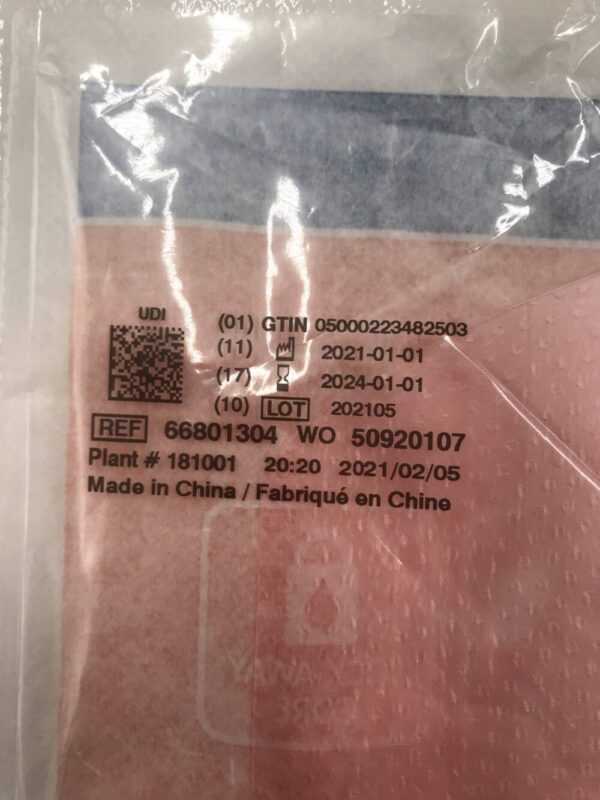 UDI
(01) GTIN 05000223482503
(11) 2021-01-01
(17) 2024-01-01
(10) LOT 202105
REF 66801304 WO 50920107
Plant # 181001 20:20 2021/02/05
Made in China / Fabriqué en Chine